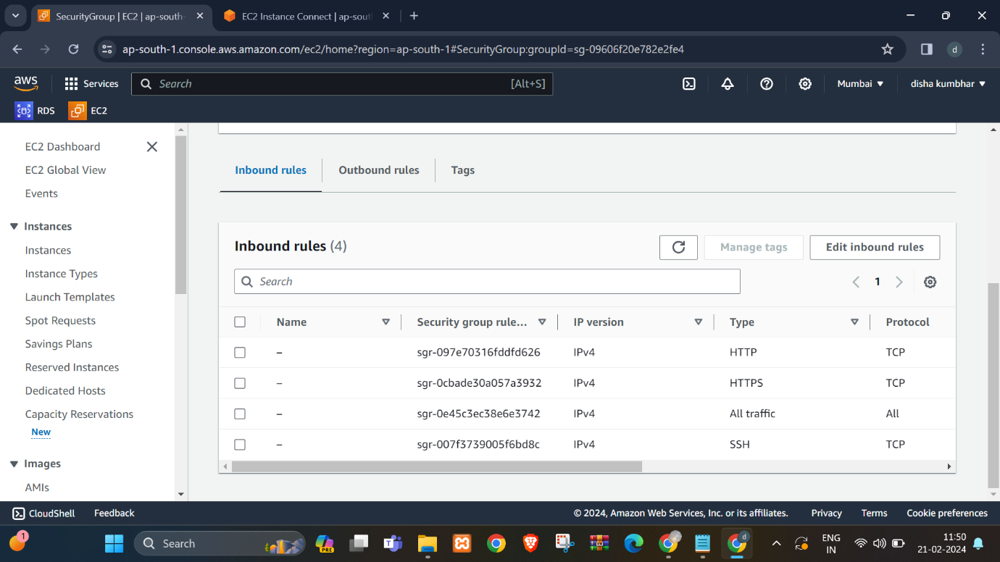 SecurityGroup | EC2 | ap-south-
EC2 Instance Connect | ap-sout
ap-south-1.console.aws.amazon.com/ec2/home?region=ap-south-1#SecurityGroup:groupId=sg-09606f20e782e2fe4
d
aws
Services
Search
[Alt+S]
Mumbai
disha kumbhar
RDS
EC2
EC2 Dashboard
EC2 Global View
Events
Instances
Instances
Instance Types
Launch Templates
Spot Requests
Savings Plans
Reserved Instances
Dedicated Hosts
Capacity Reservations
New
Images
AMIs
Inbound rules
Outbound rules
Tags
Inbound rules (4)
Manage tags
Edit inbound rules
Search
1
Name Security group rule... IP version Type Protocol
– sgr-097e70316fddfd626 IPv4 HTTP TCP
– sgr-0cbade30a057a3932 IPv4 HTTPS TCP
– sgr-0e45c3ec38e6e3742 IPv4 All traffic All
– sgr-007f3739005f6bd8c IPv4 SSH TCP
CloudShell
Feedback
© 2024, Amazon Web Services, Inc. or its affiliates.
Privacy
Terms
Cookie preferences
1
Search
PRE
d
ENG
IN
11:50
21-02-2024